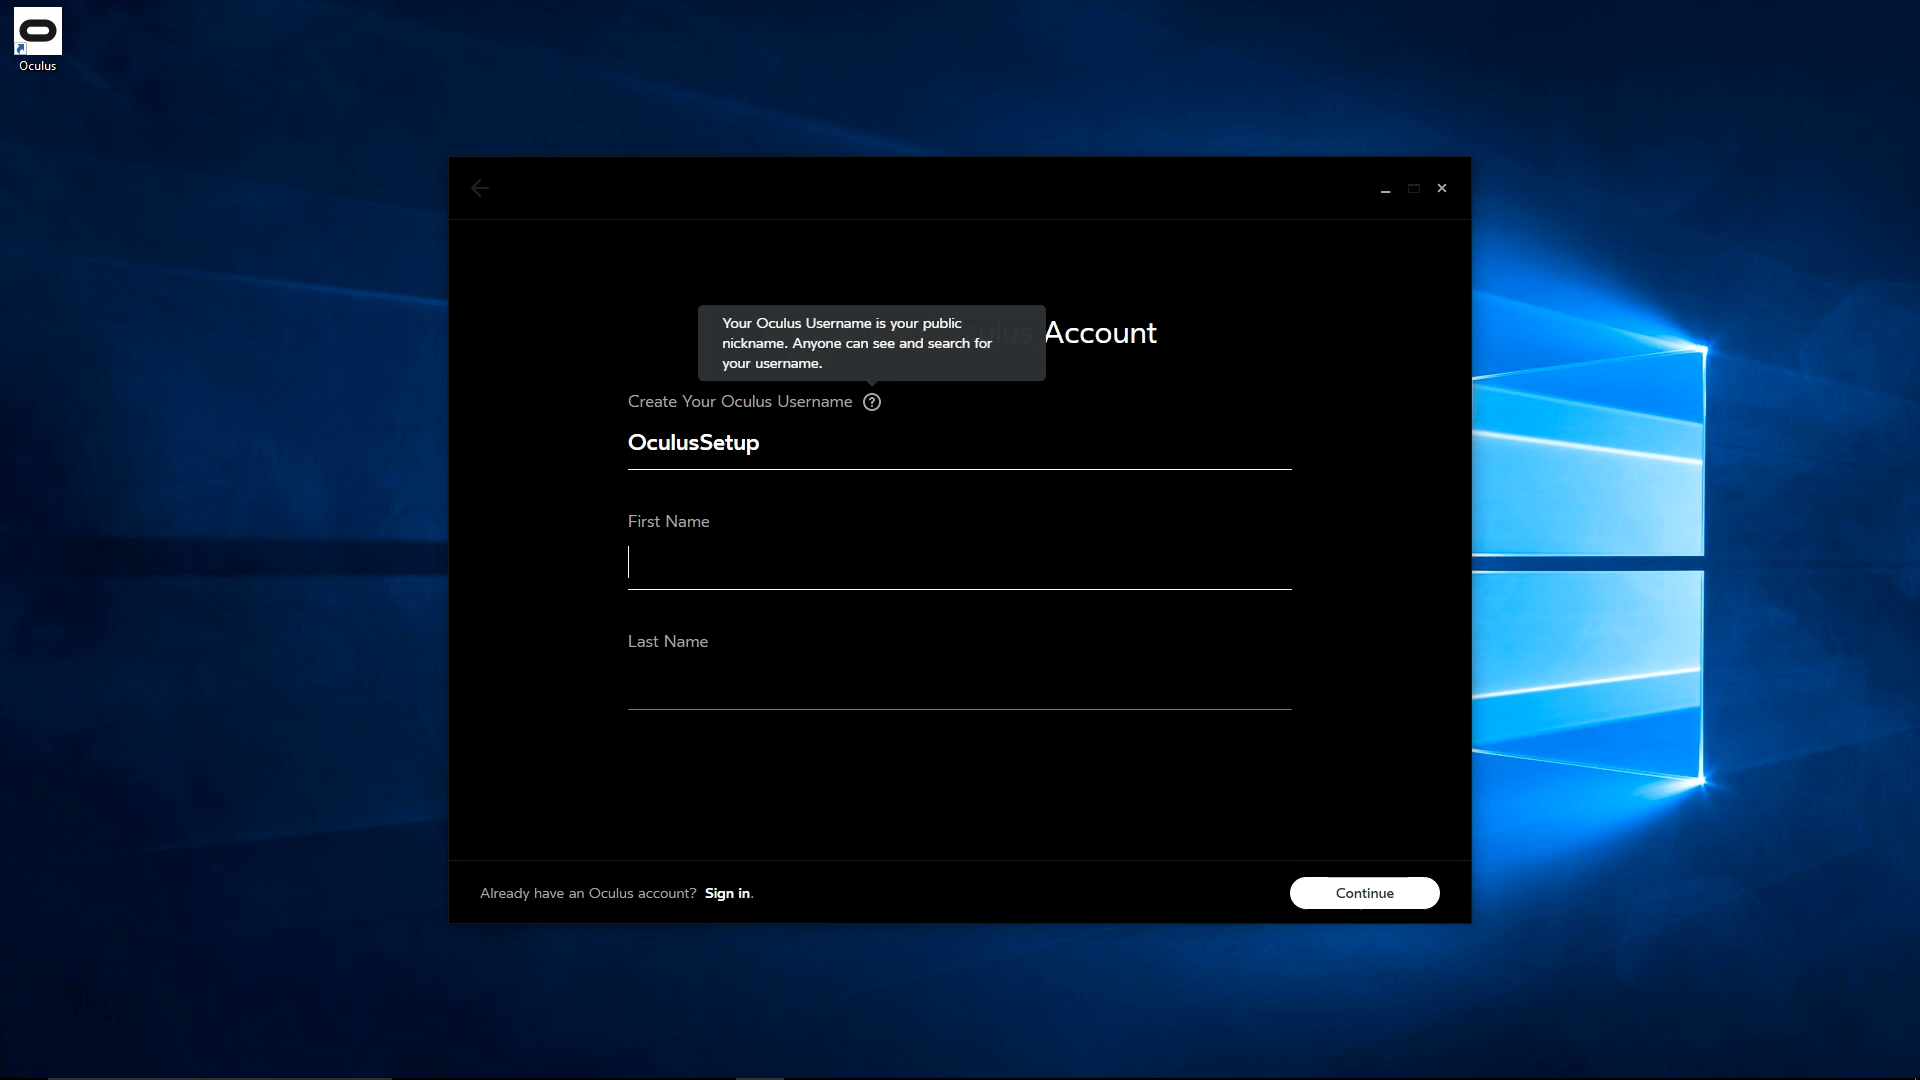 Oculus
Your Oculus Username is your public
nickname. Anyone can see and search for
your username.
Account
Create Your Oculus Username
OculusSetup
First Name
Last Name
Already have an Oculus account? Sign in.
Continue